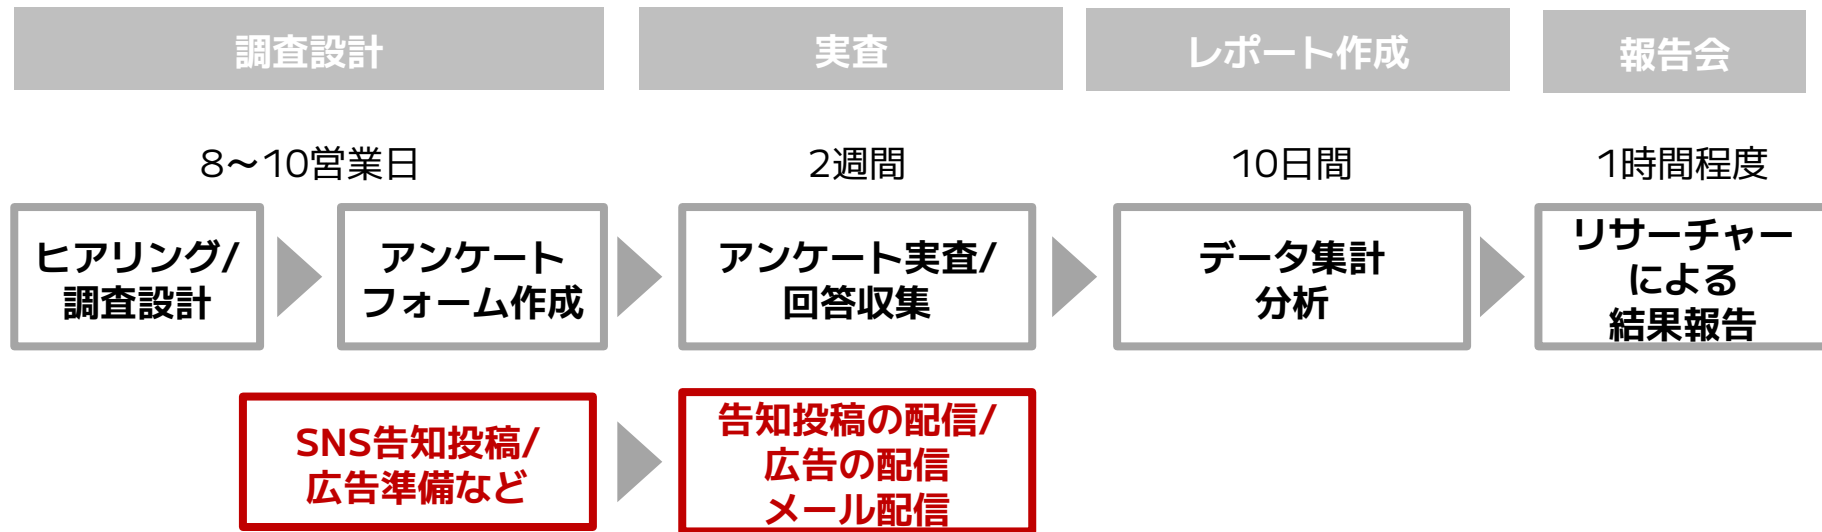 調査設計
実査
レポート作成
報告会
8～10営業日
2週間
10日間
1時間程度
ヒアリング/
調査設計
アンケート
フォーム作成
アンケート実査/
回答収集
データ集計
分析
リサーチャー
による
結果報告
SNS告知投稿/
広告準備など
告知投稿の配信/
広告の配信
メール配信